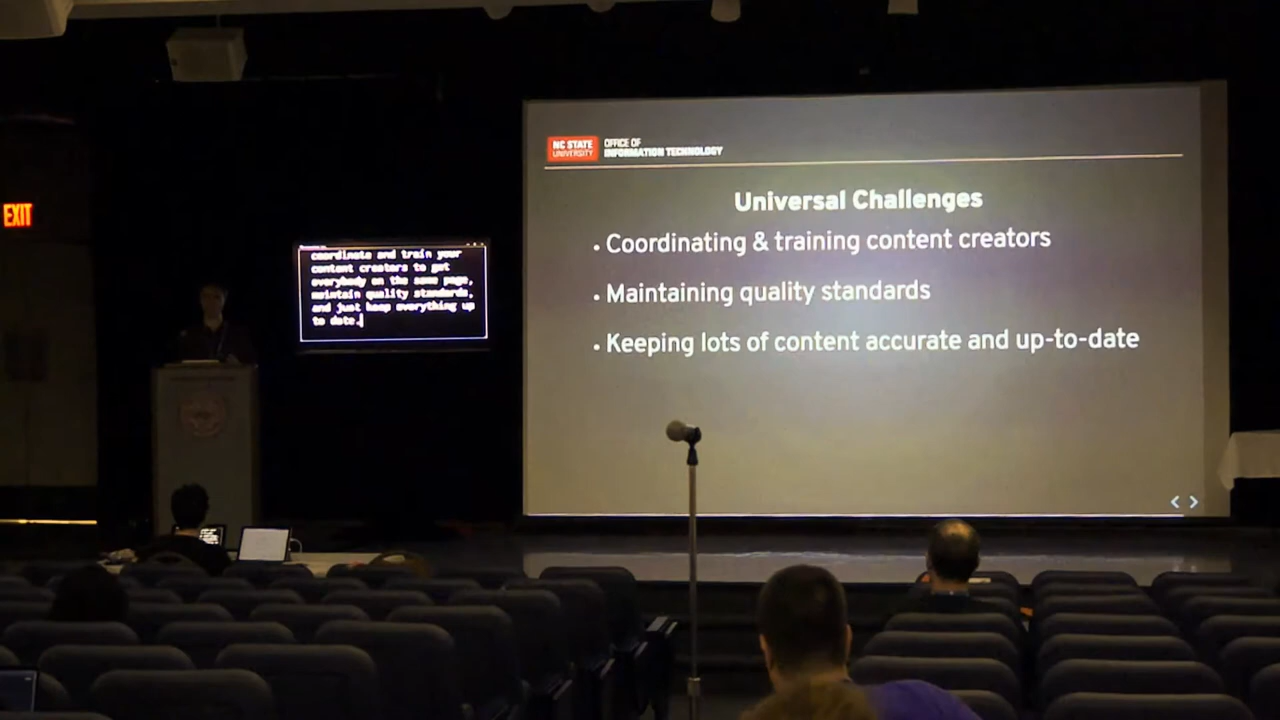 EXIT
coordinate and train your
content creators to get
everybody on the same page,
maintain quality standards,
and just keep everything up
to date.
NC STATE
UNIVERSITY
OFFICE OF
INFORMATION TECHNOLOGY
Universal Challenges
• Coordinating & training content creators
• Maintaining quality standards
• Keeping lots of content accurate and up-to-date